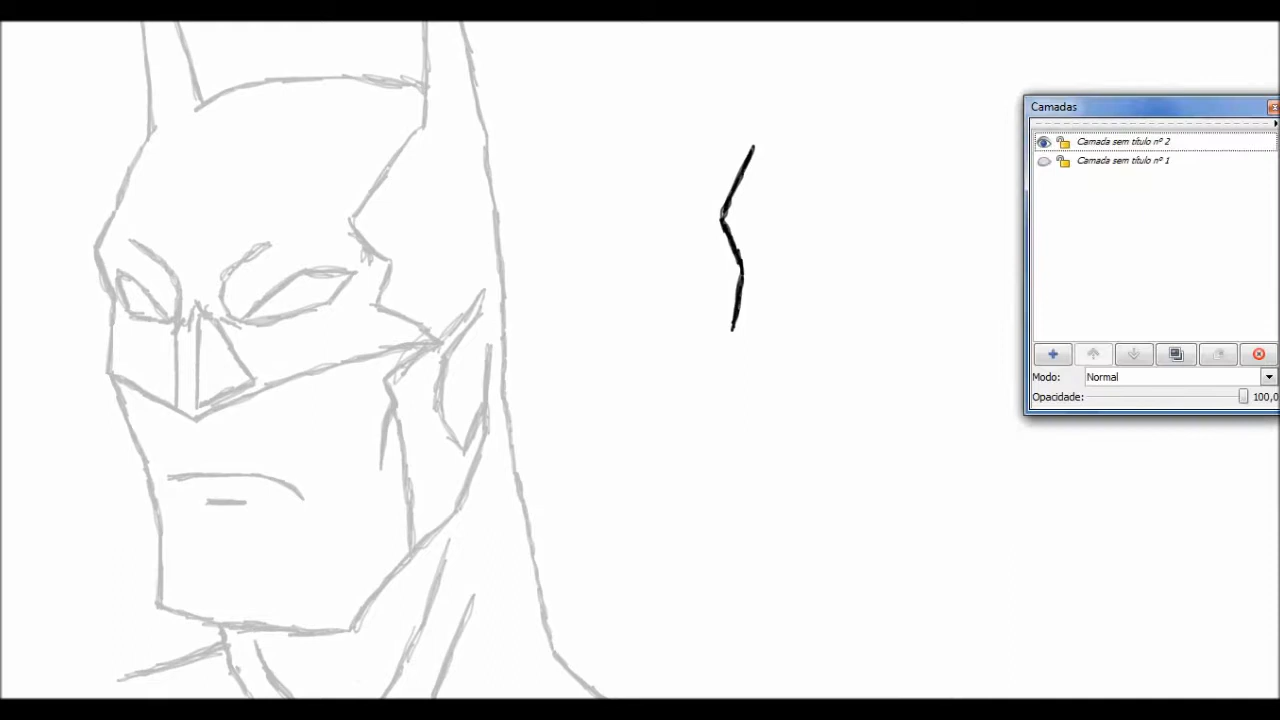 Camadas
Camada sem título nº 2
Camada sem título nº 1
Modo: Normal
Opacidade: 100,0